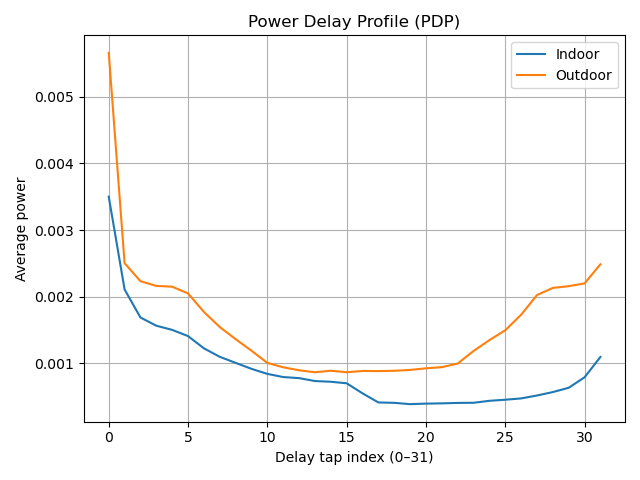 Power Delay Profile (PDP)
Indoor
Outdoor
0.005
0.004
0.003
0.002
0.001
Average power
0 5 10 15 20 25 30
Delay tap index (0–31)